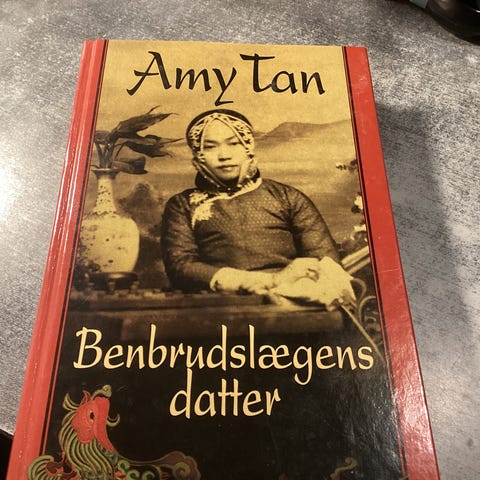 Amy Tan
Benbrudslægens
datter